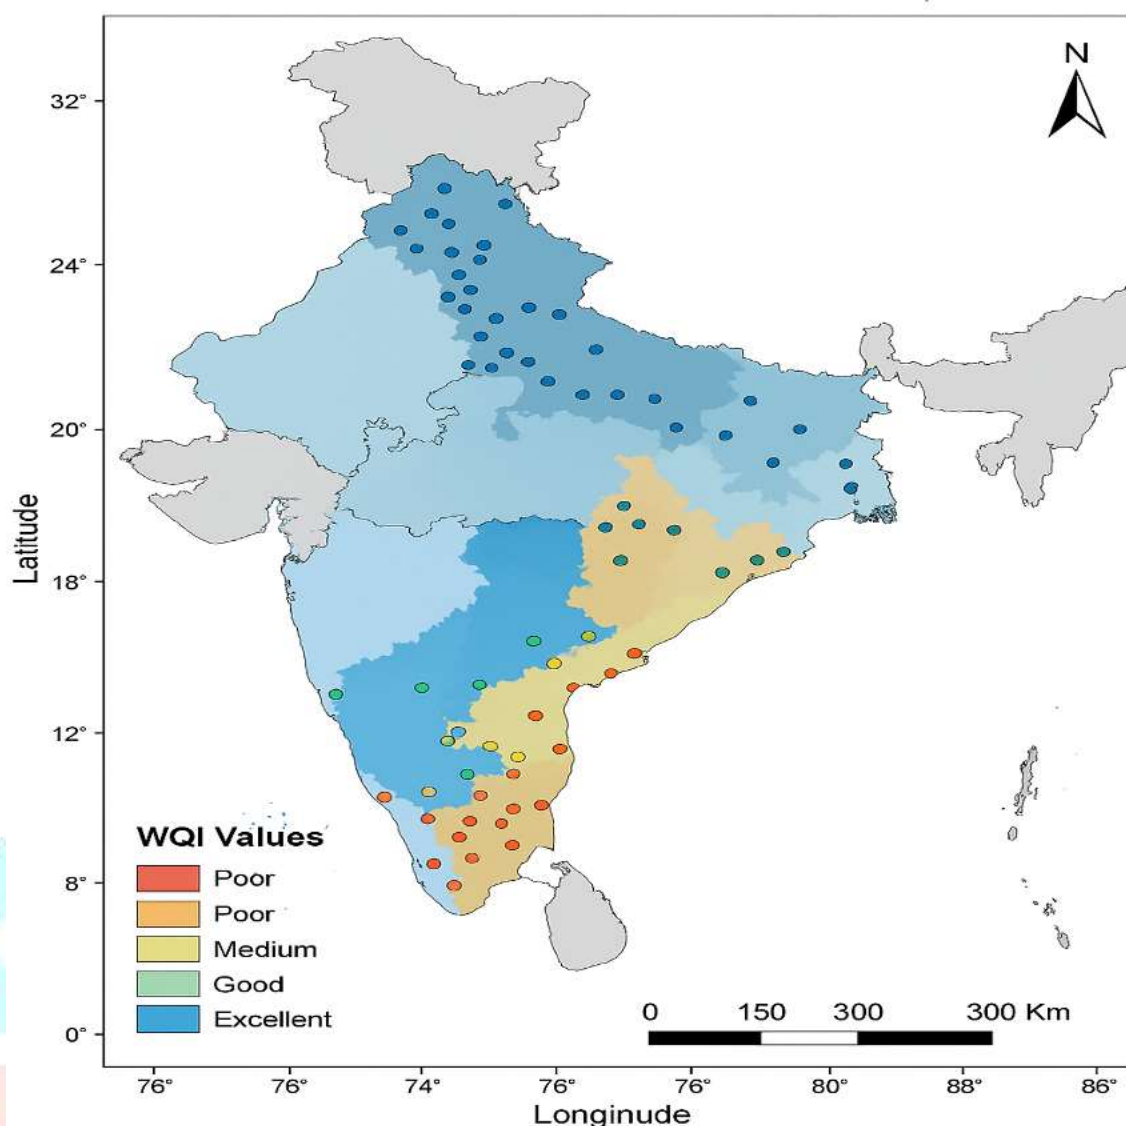 N
32°
24°
20°
18°
12°
8°
0°
Latitude
WQI Values
Poor
Poor
Medium
Good
Excellent
0 150 300 300 Km
76° 76° 74° 76° 76° 80° 88° 86°
Longinude